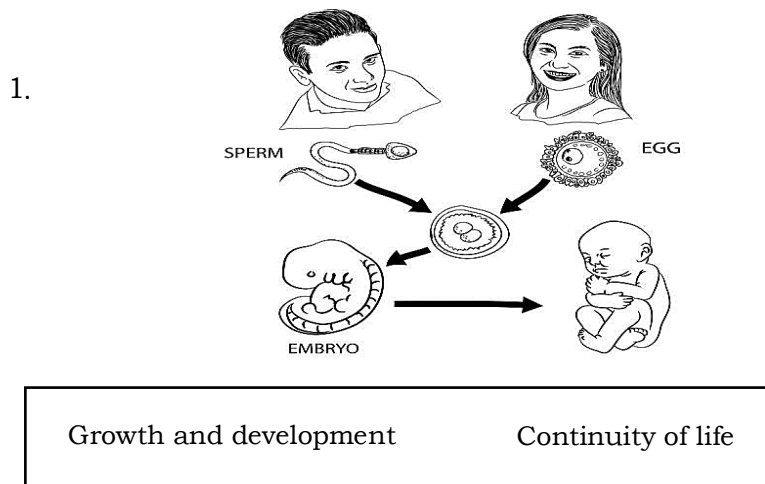 1.
SPERM EGG
EMBRYO
Growth and development Continuity of life